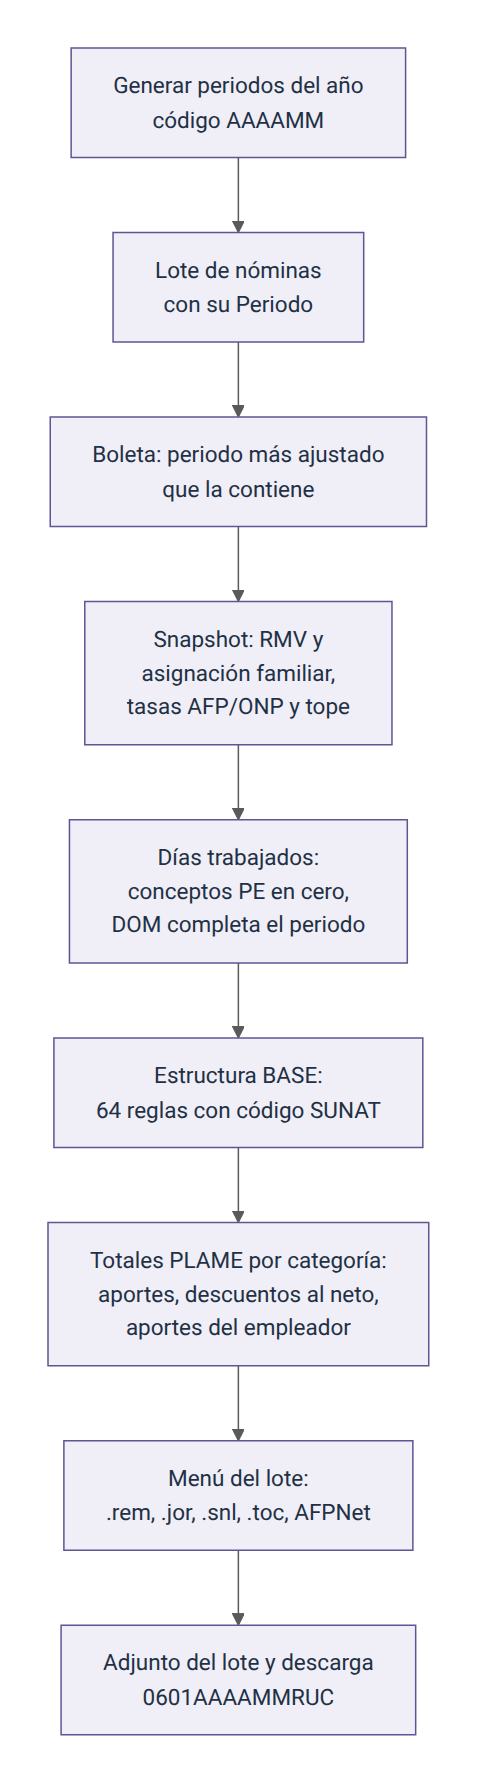 Generar periodos del año
código AAAAMM
Lote de nóminas
con su Periodo
Boleta: periodo más ajustado
que la contiene
Snapshot: RMV y
asignación familiar,
tasas AFP/ONP y tope
Días trabajados:
conceptos PE en cero,
DOM completa el periodo
Estructura BASE:
64 reglas con código SUNAT
Totales PLAME por categoría:
aportes, descuentos al neto,
aportes del empleador
Menú del lote:
.rem, .jor, .snl, .toc, AFPNet
Adjunto del lote y descarga
0601AAAAMMRUC